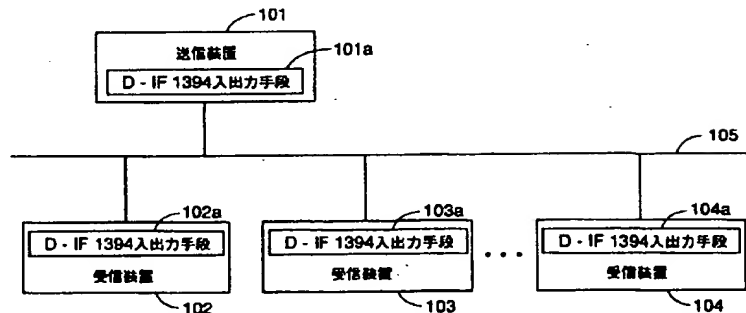 101
送信装置
101a
D - IF 1394入出力手段
105
102a
D - IF 1394入出力手段
受信装置
102
103a
D - IF 1394入出力手段
受信装置
103
...
104a
D - IF 1394入出力手段
受信装置
104